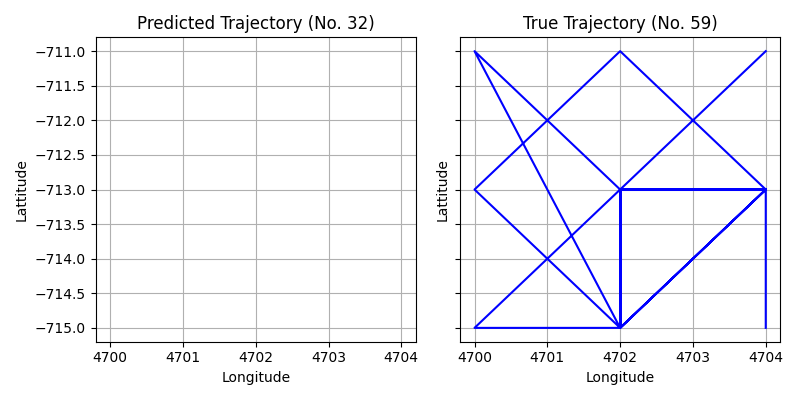 Predicted Trajectory (No. 32)
True Trajectory (No. 59)
Lattitude
−711.0
−711.5
−712.0
−712.5
−713.0
−713.5
−714.0
−714.5
−715.0
Lattitude
4700 4701 4702 4703 4704
4700 4701 4702 4703 4704
Longitude
Longitude